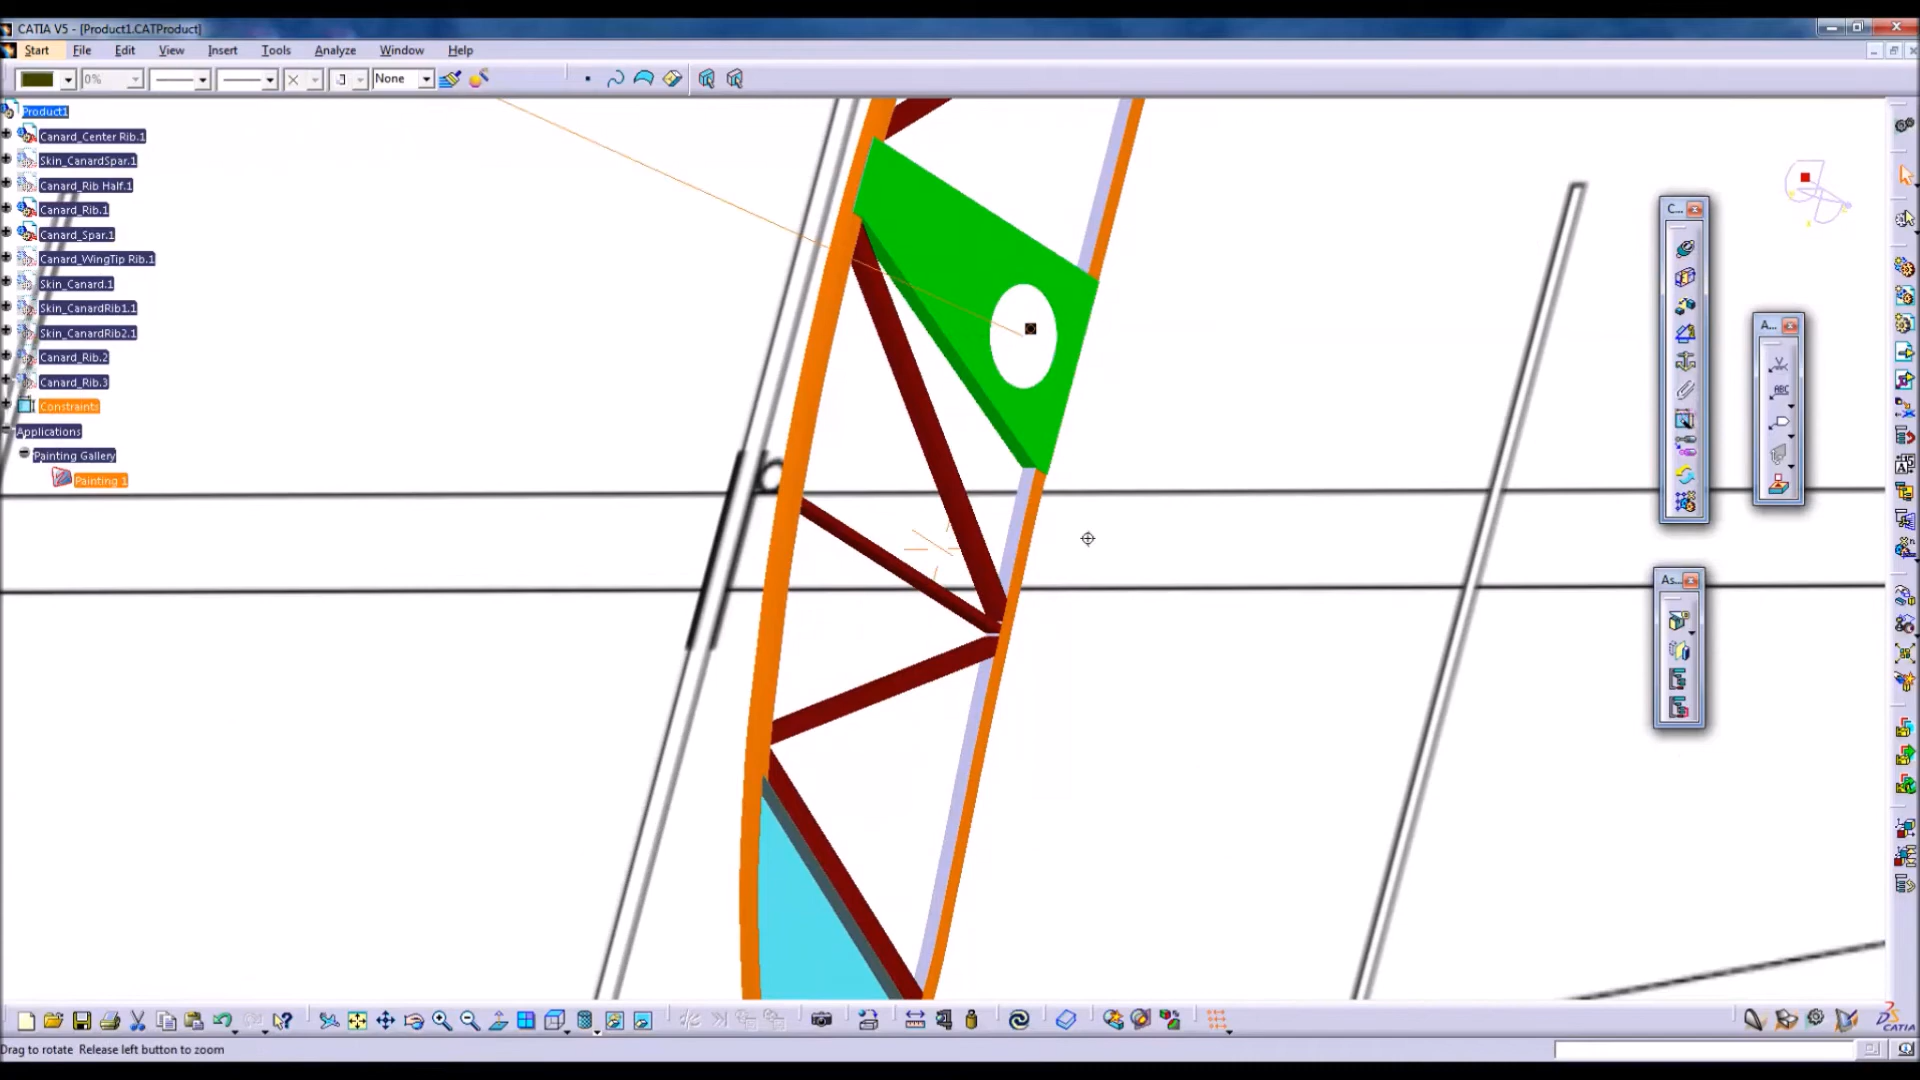 CATIA V5 - [Product1.CATProduct]
Start File Edit View Insert Tools Analyze Window Help
0% None
Product1
Canard_Center Rib.1
Skin_CanardSpar.1
Canard_Rib Half.1
Canard_Rib.1
Canard_Spar.1
Canard_WingTip Rib.1
Skin_Canard.1
Skin_CanardRib1.1
Skin_CanardRib2.1
Canard_Rib.2
Canard_Rib.3
Constraints
Applications
Painting Gallery
Painting 1
C...
A...
ABC
As...
CATIA
Drag to rotate Release left button to zoom